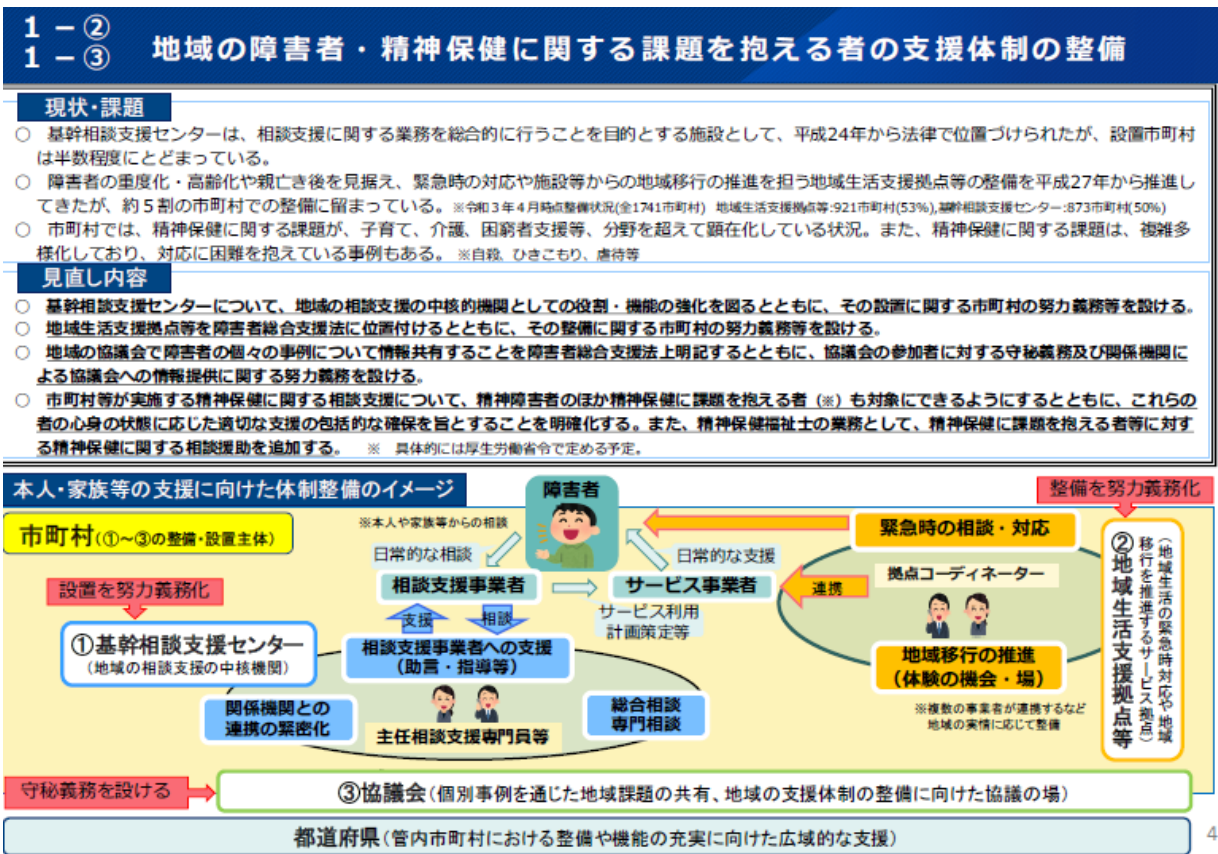 1－②
1－③
地域の障害者・精神保健に関する課題を抱える者の支援体制の整備
現状・課題
○　基幹相談支援センターは、相談支援に関する業務を総合的に行うことを目的とする施設として、平成24年から法律で位置づけられたが、設置市町村
は半数程度にとどまっている。
○　障害者の重度化・高齢化や親亡き後を見据え、緊急時の対応や施設等からの地域移行の推進を担う地域生活支援拠点等の整備を平成27年から推進し
てきたが、約５割の市町村での整備に留まっている。※令和３年４月時点整備状況(全1741市町村)　地域生活支援拠点等:921市町村(53%),基幹相談支援センター:873市町村(50%)
○　市町村では、精神保健に関する課題が、子育て、介護、困窮者支援等、分野を超えて顕在化している状況。また、精神保健に関する課題は、複雑多
様化しており、対応に困難を抱えている事例もある。 ※自殺、ひきこもり、虐待等
見直し内容
○　基幹相談支援センターについて、地域の相談支援の中核的機関としての役割・機能の強化を図るとともに、その設置に関する市町村の努力義務等を設ける。
○　地域生活支援拠点等を障害者総合支援法に位置付けるとともに、その整備に関する市町村の努力義務等を設ける。
○　地域の協議会で障害者の個々の事例について情報共有することを障害者総合支援法上明記するとともに、協議会の参加者に対する守秘義務及び関係機関に
よる協議会への情報提供に関する努力義務を設ける。
○　市町村等が実施する精神保健に関する相談支援について、精神障害者のほか精神保健に課題を抱える者（※）も対象にできるようにするとともに、これらの
者の心身の状態に応じた適切な支援の包括的な確保を旨とすることを明確化する。また、精神保健福祉士の業務として、精神保健に課題を抱える者等に対す
る精神保健に関する相談援助を追加する。　※　具体的には厚生労働省令で定める予定。
本人・家族等の支援に向けた体制整備のイメージ
障害者
整備を努力義務化
市町村(①～③の整備・設置主体)
※本人や家族等からの相談
日常的な相談
日常的な支援
緊急時の相談・対応
相談支援事業者
サービス事業者
連携
拠点コーディネーター
設置を努力義務化
支援
相談
サービス利用
計画策定等
①基幹相談支援センター
(地域の相談支援の中核機関)
相談支援事業者への支援
(助言・指導等)
地域移行の推進
(体験の機会・場)
②地域生活支援拠点等
（地域生活の緊急時対応や地域
移行を推進するサービス拠点）
関係機関との
連携の緊密化
主任相談支援専門員等
総合相談
専門相談
※複数の事業者が連携するなど
地域の実情に応じて整備
守秘義務を設ける
③協議会(個別事例を通じた地域課題の共有、地域の支援体制の整備に向けた協議の場)
都道府県(管内市町村における整備や機能の充実に向けた広域的な支援)
4